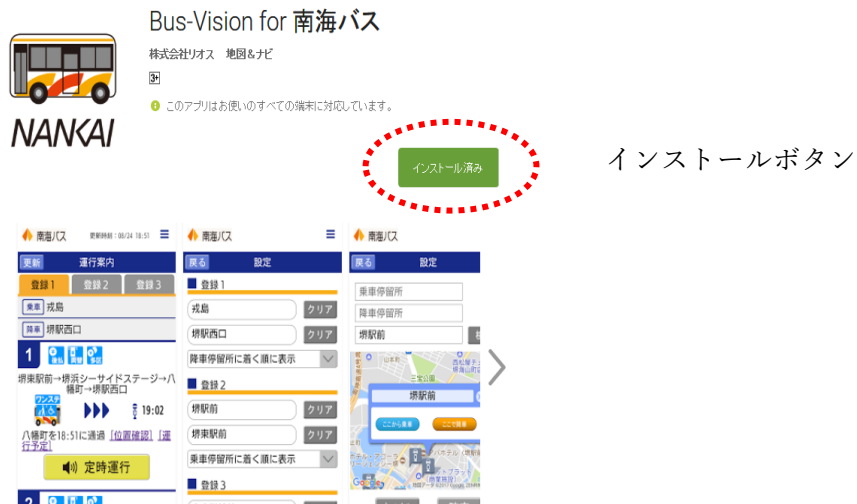 Bus-Vision for 南海バス
株式会社リオス 地図&ナビ
3+
このアプリはお使いのすべての端末に対応しています。
NANKAI
インストール済み
インストールボタン
南海バス 更新時刻：08/24 18:51
更新 運行案内
登録1 登録2 登録3
乗車 戎島
降車 堺駅西口
1
堺東駅前→堺浜シーサイドステージ→八幡町→堺駅西口
ワンステ
19:02
八幡町を18:51に通過 [位置確認] [運行予定]
定時運行
2
南海バス
戻る 設定
登録1
戎島 クリア
堺駅西口 クリア
降車停留所に着く順に表示
登録2
堺駅前 クリア
堺東駅前 クリア
乗車停留所に着く順に表示
登録3
南海バス
戻る 設定
乗車停留所
降車停留所
堺駅前
山本町
三宝公園
堺駅前
ここから乗車 ここで降車
Google